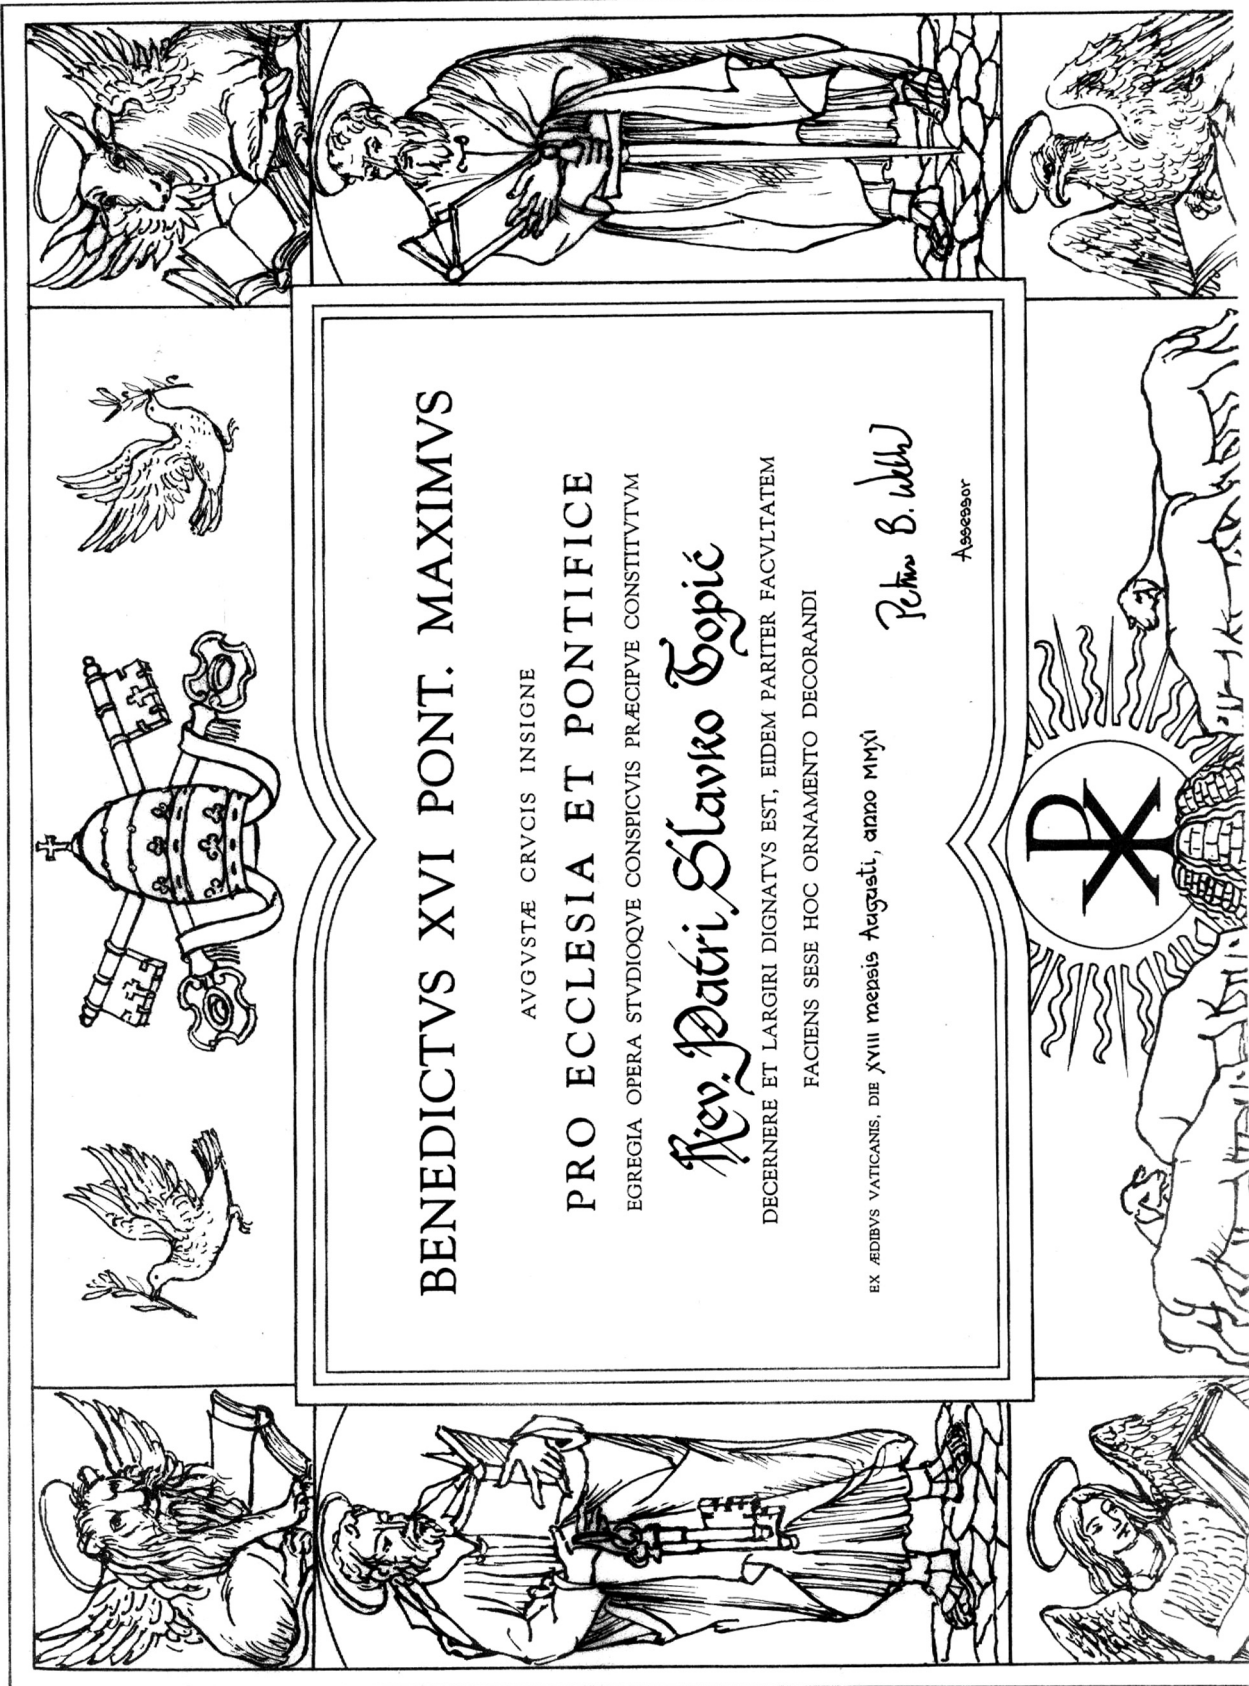 BENEDICTVS XVI PONT. MAXIMVS
AVGVSTÆ CRVCIS INSIGNE
PRO ECCLESIA ET PONTIFICE
EGREGIA OPERA STVDIOQVE CONSPICVIS PRÆCIPVE CONSTITVTVM
Rev. Patri Slavko Topić
DECERNERE ET LARGIRI DIGNATVS EST, EIDEM PARITER FACVLTATEM
FACIENS SESE HOC ORNAMENTO DECORANDI
EX ÆDIBVS VATICANIS, DIE XVIII mensis Augusti, anno MMXI
Petrus B. Wells
Assessor